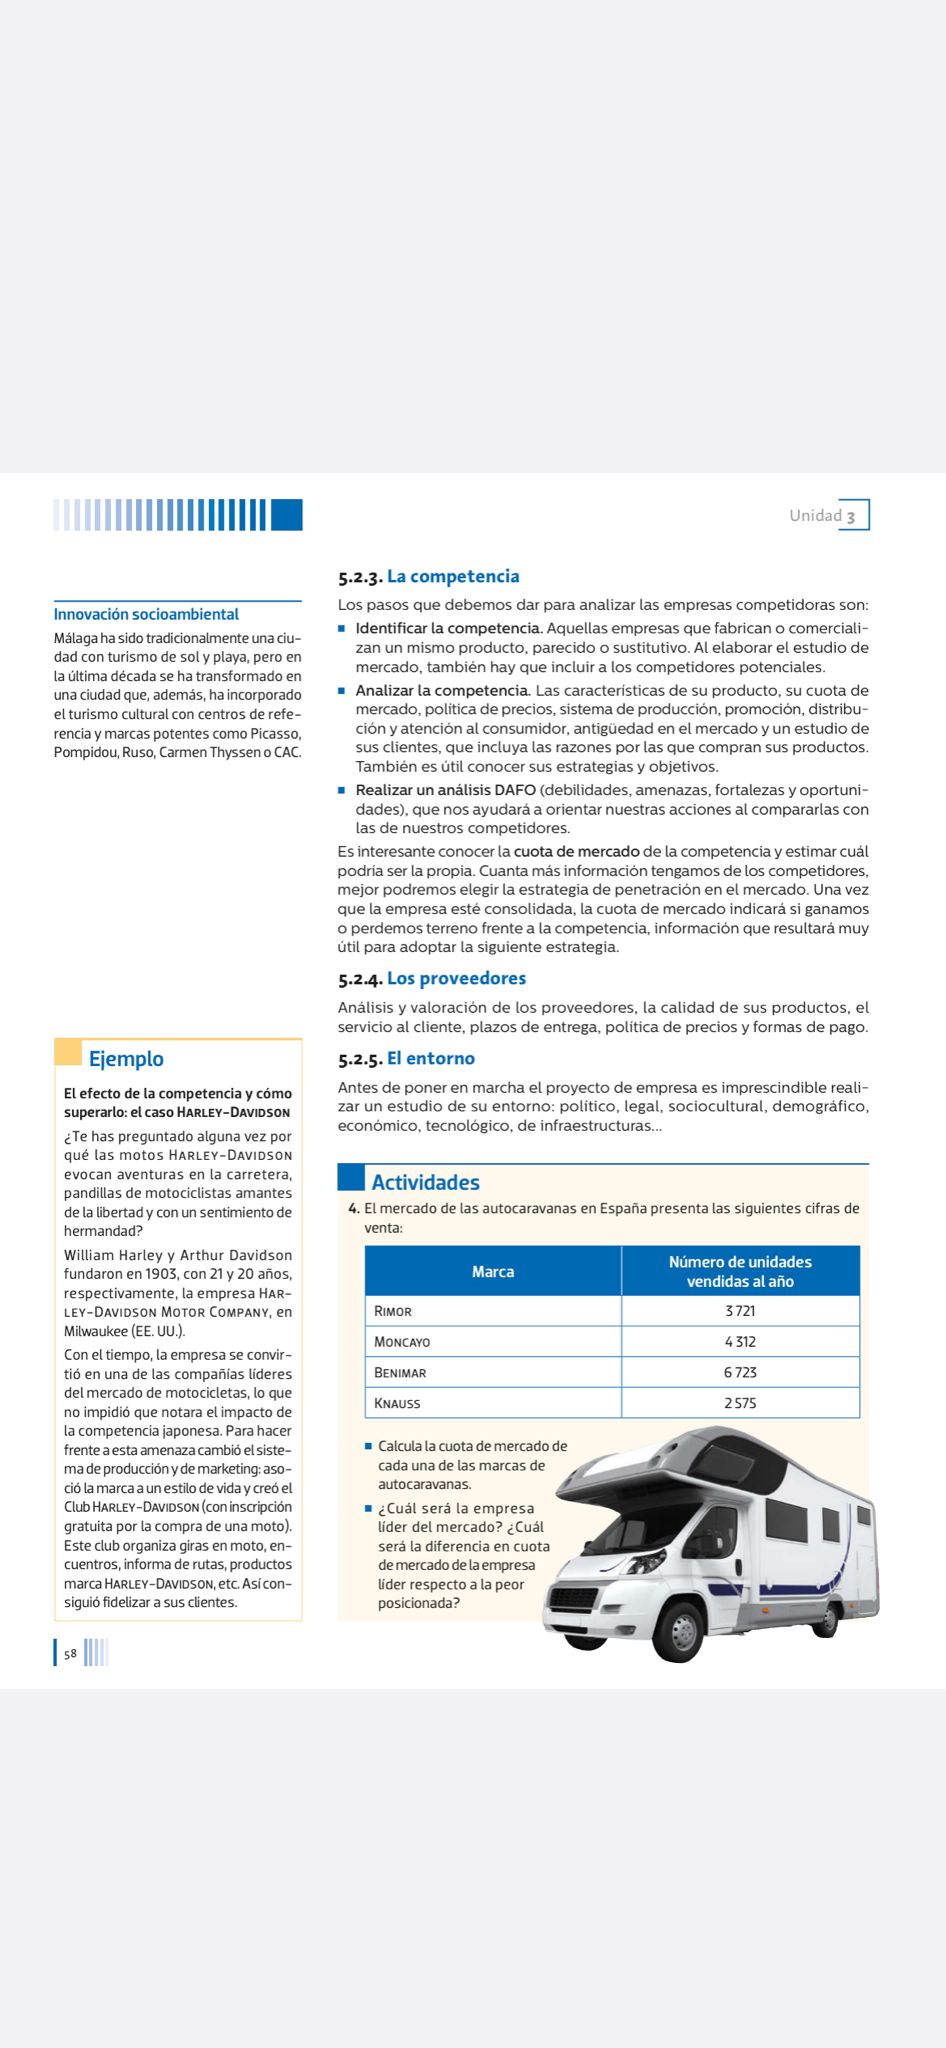 Unidad 3
Innovación socioambiental
Málaga ha sido tradicionalmente una ciu-
dad con turismo de sol y playa, pero en
la última década se ha transformado en
una ciudad que, además, ha incorporado
el turismo cultural con centros de refe-
rencia y marcas potentes como Picasso,
Pompidou, Ruso, Carmen Thyssen o CAC.
Ejemplo
El efecto de la competencia y cómo
superarlo: el caso HARLEY-DAVIDSON
¿Te has preguntado alguna vez por
qué las motos HARLEY-DAVIDSON
evocan aventuras en la carretera,
pandillas de motociclistas amantes
de la libertad y con un sentimiento de
hermandad?
William Harley y Arthur Davidson
fundaron en 1903, con 21 y 20 años,
respectivamente, la empresa HAR-
LEY-DAVIDSON MOTOR COMPANY, en
Milwaukee (EE. UU.).
Con el tiempo, la empresa se convir-
tió en una de las compañías líderes
del mercado de motocicletas, lo que
no impidió que notara el impacto de
la competencia japonesa. Para hacer
frente a esta amenaza cambió el siste-
ma de producción y de marketing: aso-
ció la marca a un estilo de vida y creó el
Club HARLEY-DAVIDSON (con inscripción
gratuita por la compra de una moto).
Este club organiza giras en moto, en-
cuentros, informa de rutas, productos
marca HARLEY-DAVIDSON, etc. Así con-
siguió fidelizar a sus clientes.
5.2.3. La competencia
Los pasos que debemos dar para analizar las empresas competidoras son:
■ Identificar la competencia. Aquellas empresas que fabrican o comerciali-
zan un mismo producto, parecido o sustitutivo. Al elaborar el estudio de
mercado, también hay que incluir a los competidores potenciales.
■ Analizar la competencia. Las características de su producto, su cuota de
mercado, política de precios, sistema de producción, promoción, distribu-
ción y atención al consumidor, antigüedad en el mercado y un estudio de
sus clientes, que incluya las razones por las que compran sus productos.
También es útil conocer sus estrategias y objetivos.
■ Realizar un análisis DAFO (debilidades, amenazas, fortalezas y oportuni-
dades), que nos ayudará a orientar nuestras acciones al compararlas con
las de nuestros competidores.
Es interesante conocer la cuota de mercado de la competencia y estimar cuál
podría ser la propia. Cuanta más información tengamos de los competidores,
mejor podremos elegir la estrategia de penetración en el mercado. Una vez
que la empresa esté consolidada, la cuota de mercado indicará si ganamos
o perdemos terreno frente a la competencia, información que resultará muy
útil para adoptar la siguiente estrategia.
5.2.4. Los proveedores
Análisis y valoración de los proveedores, la calidad de sus productos, el
servicio al cliente, plazos de entrega, política de precios y formas de pago.
5.2.5. El entorno
Antes de poner en marcha el proyecto de empresa es imprescindible reali-
zar un estudio de su entorno: político, legal, sociocultural, demográfico,
económico, tecnológico, de infraestructuras...
Actividades
4. El mercado de las autocaravanas en España presenta las siguientes cifras de
venta:
Marca Número de unidades
vendidas al año
RIMOR 3 721
MONCAYO 4 312
BENIMAR 6 723
KNAUSS 2 575
■ Calcula la cuota de mercado de
cada una de las marcas de
autocaravanas.
■ ¿Cuál será la empresa
líder del mercado? ¿Cuál
será la diferencia en cuota
de mercado de la empresa
líder respecto a la peor
posicionada?
58